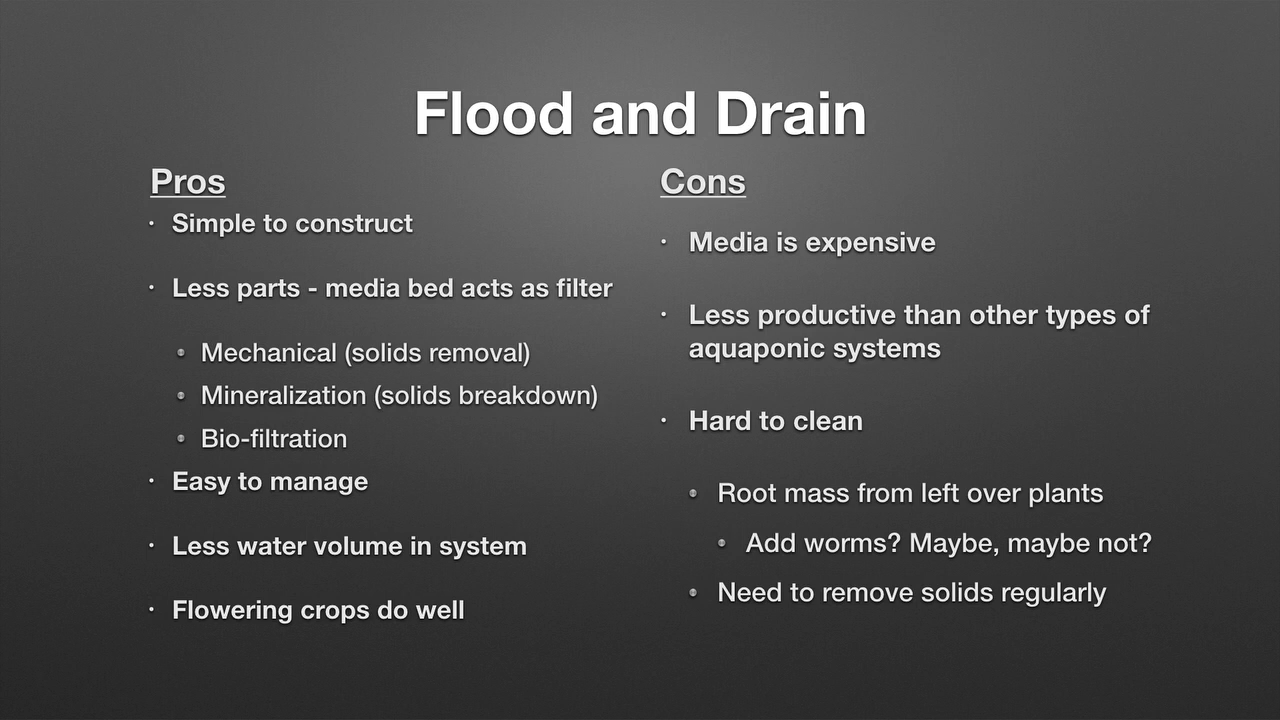 Flood and Drain
Pros
• Simple to construct
• Less parts - media bed acts as filter
• Mechanical (solids removal)
• Mineralization (solids breakdown)
• Bio-filtration
• Easy to manage
• Less water volume in system
• Flowering crops do well
Cons
• Media is expensive
• Less productive than other types of
aquaponic systems
• Hard to clean
• Root mass from left over plants
• Add worms? Maybe, maybe not?
• Need to remove solids regularly